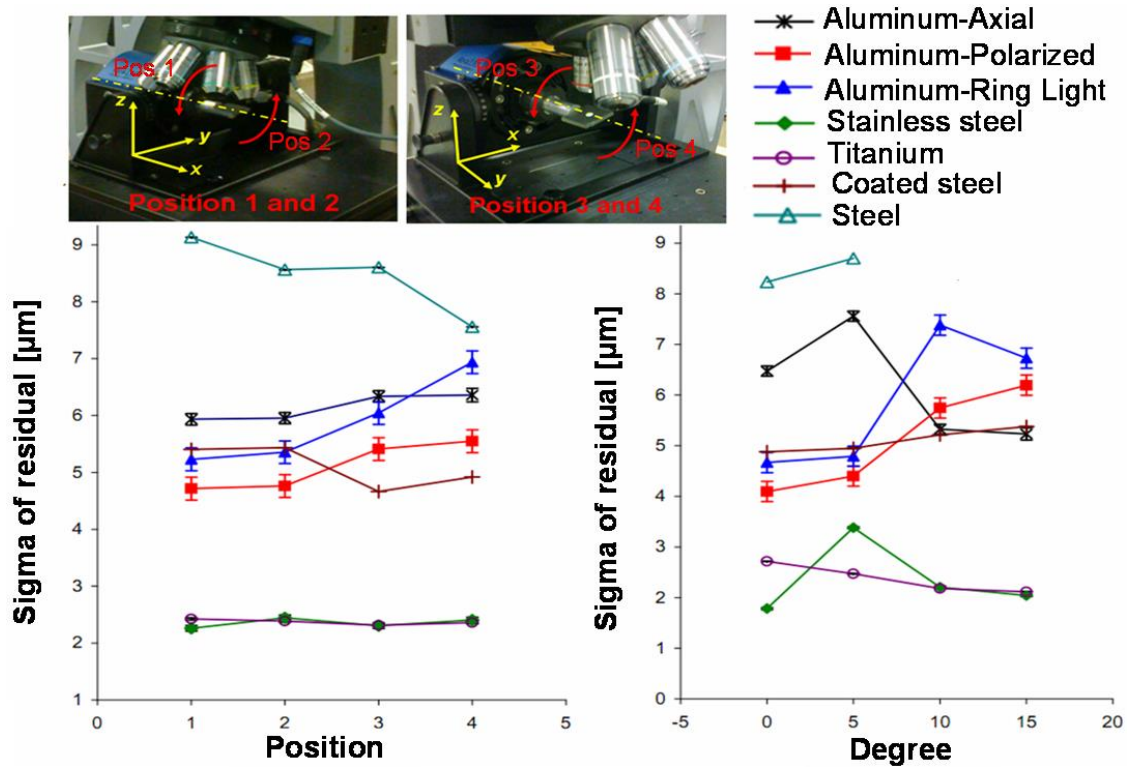 Pos 1
Pos 2
z
y
x
Position 1 and 2
Pos 3
Pos 4
z
x
y
Position 3 and 4
Aluminum-Axial
Aluminum-Polarized
Aluminum-Ring Light
Stainless steel
Titanium
Coated steel
Steel
Sigma of residual [µm]
9
8
7
6
5
4
3
2
1
0
1
2
3
4
5
Position
Sigma of residual [µm]
9
8
7
6
5
4
3
2
1
0
-5
0
5
10
15
20
Degree